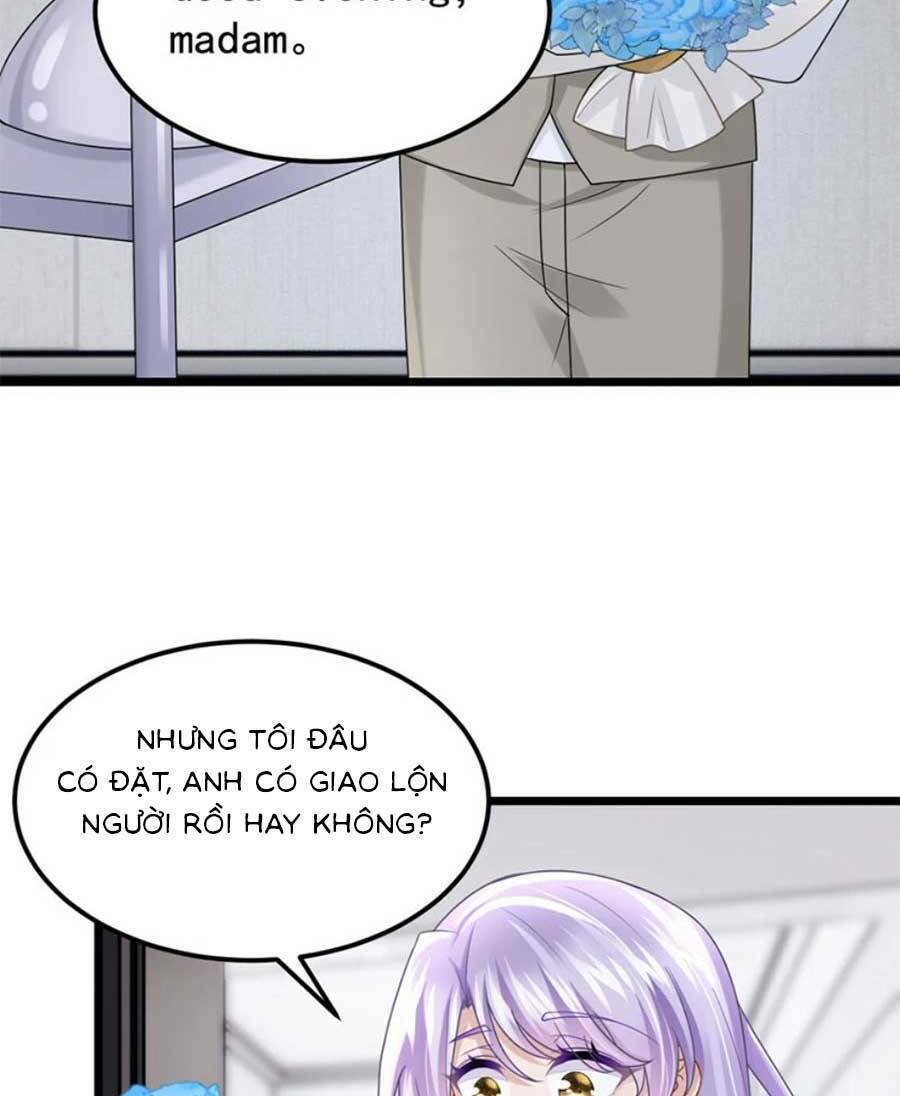 madam。
NHƯNG TÔI ĐÂU
CÓ ĐẶT, ANH CÓ GIAO LỘN
NGƯỜI RỒI HAY KHÔNG?